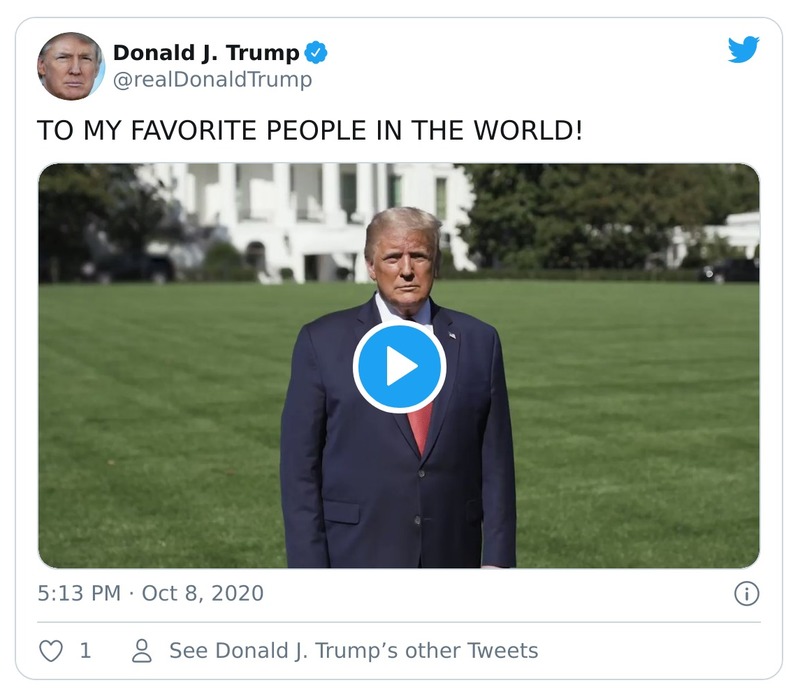 Donald J. Trump
@realDonaldTrump
TO MY FAVORITE PEOPLE IN THE WORLD!
5:13 PM · Oct 8, 2020
1
See Donald J. Trump’s other Tweets